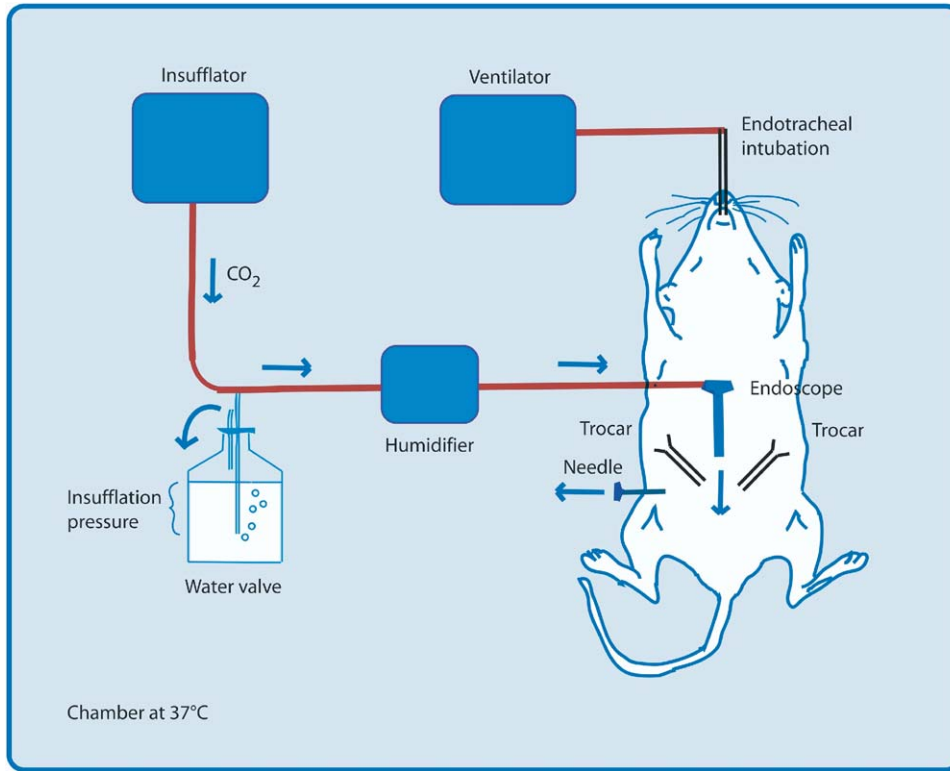 Insufflator
Ventilator
Endotracheal
intubation
CO₂
Endoscope
Trocar
Trocar
Humidifier
Needle
Insufflation
pressure
Water valve
Chamber at 37°C